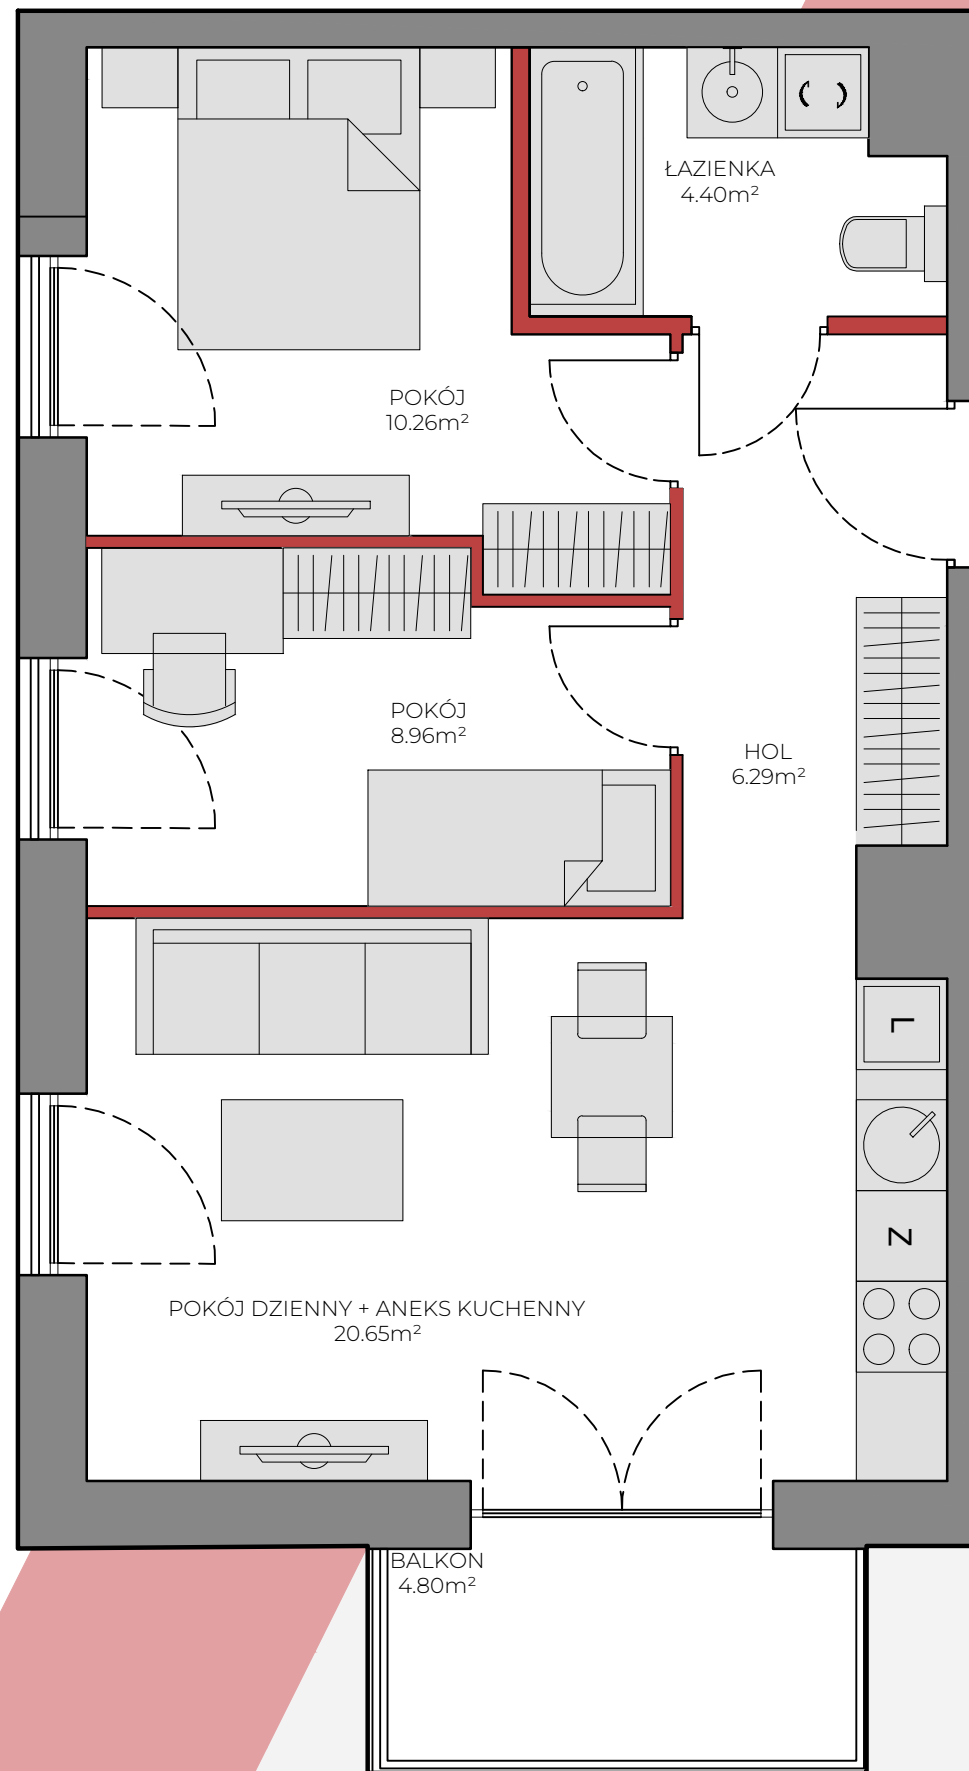 ŁAZIENKA
4.40m²
POKÓJ
10.26m²
POKÓJ
8.96m²
HOL
6.29m²
L
Z
POKÓJ DZIENNY + ANEKS KUCHENNY
20.65m²
BALKON
4.80m²